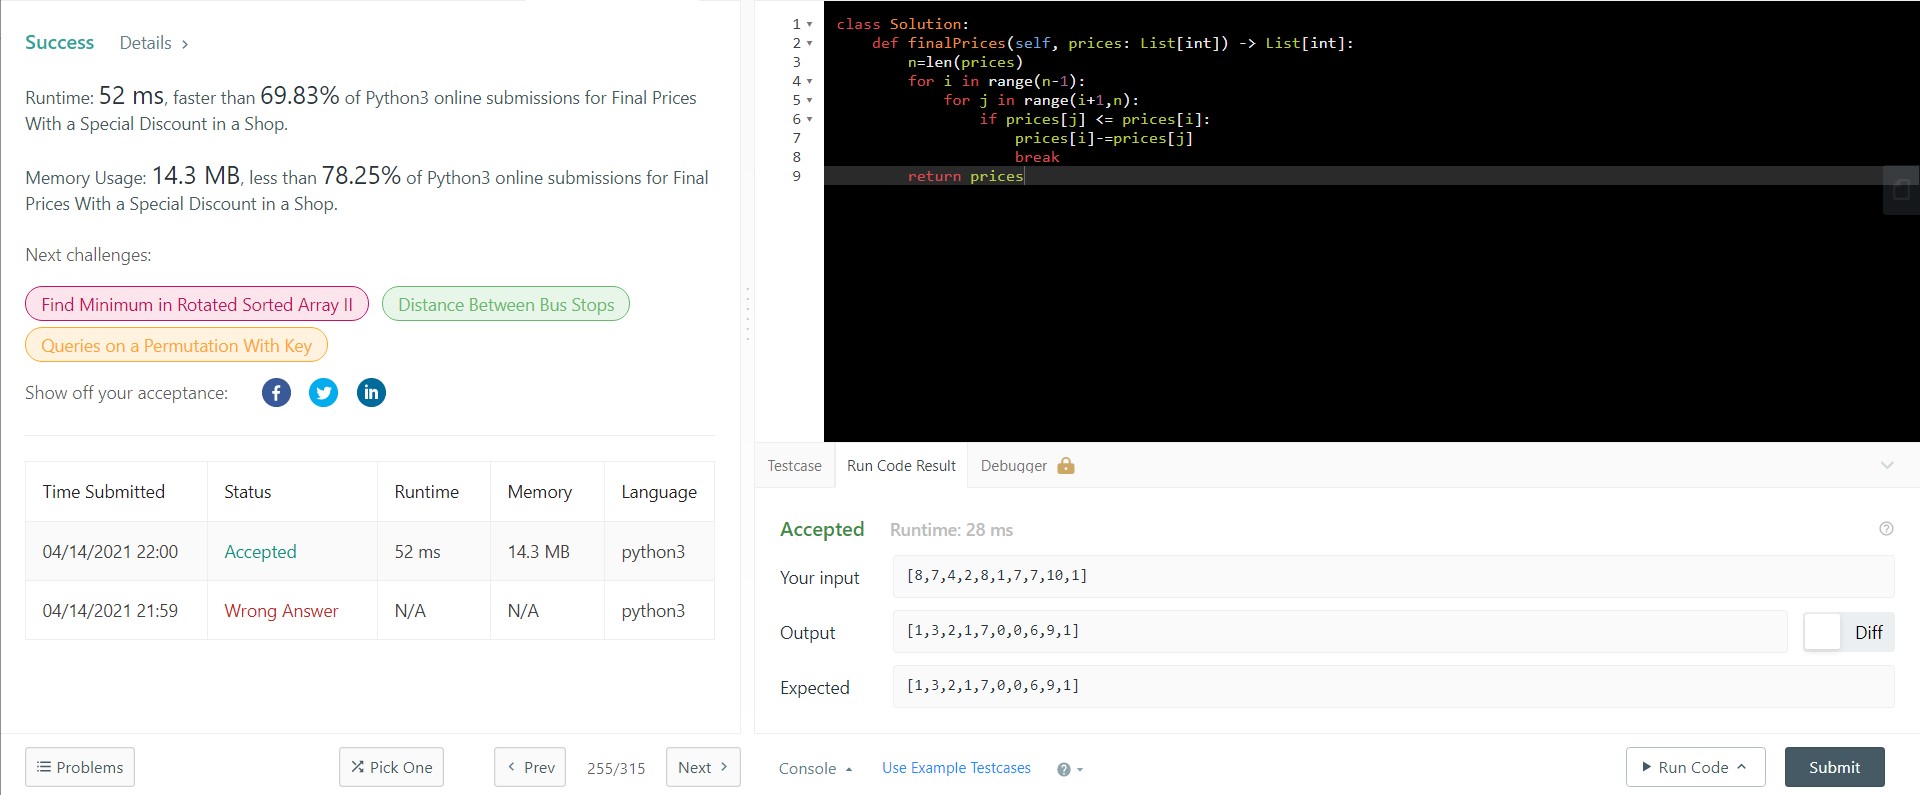 Success Details >
Runtime: 52 ms, faster than 69.83% of Python3 online submissions for Final Prices
With a Special Discount in a Shop.
Memory Usage: 14.3 MB, less than 78.25% of Python3 online submissions for Final
Prices With a Special Discount in a Shop.
Next challenges:
Find Minimum in Rotated Sorted Array II Distance Between Bus Stops
Queries on a Permutation With Key
Show off your acceptance:
Time Submitted Status Runtime Memory Language
04/14/2021 22:00 Accepted 52 ms 14.3 MB python3
04/14/2021 21:59 Wrong Answer N/A N/A python3
Problems Pick One < Prev 255/315 Next >
1 class Solution:
2 def finalPrices(self, prices: List[int]) -> List[int]:
3 n=len(prices)
4 for i in range(n-1):
5 for j in range(i+1,n):
6 if prices[j] <= prices[i]:
7 prices[i]-=prices[j]
8 break
9 return prices
Testcase Run Code Result Debugger
Accepted Runtime: 28 ms
Your input [8,7,4,2,8,1,7,7,10,1]
Output [1,3,2,1,7,0,0,6,9,1] Diff
Expected [1,3,2,1,7,0,0,6,9,1]
Console Use Example Testcases Run Code Submit